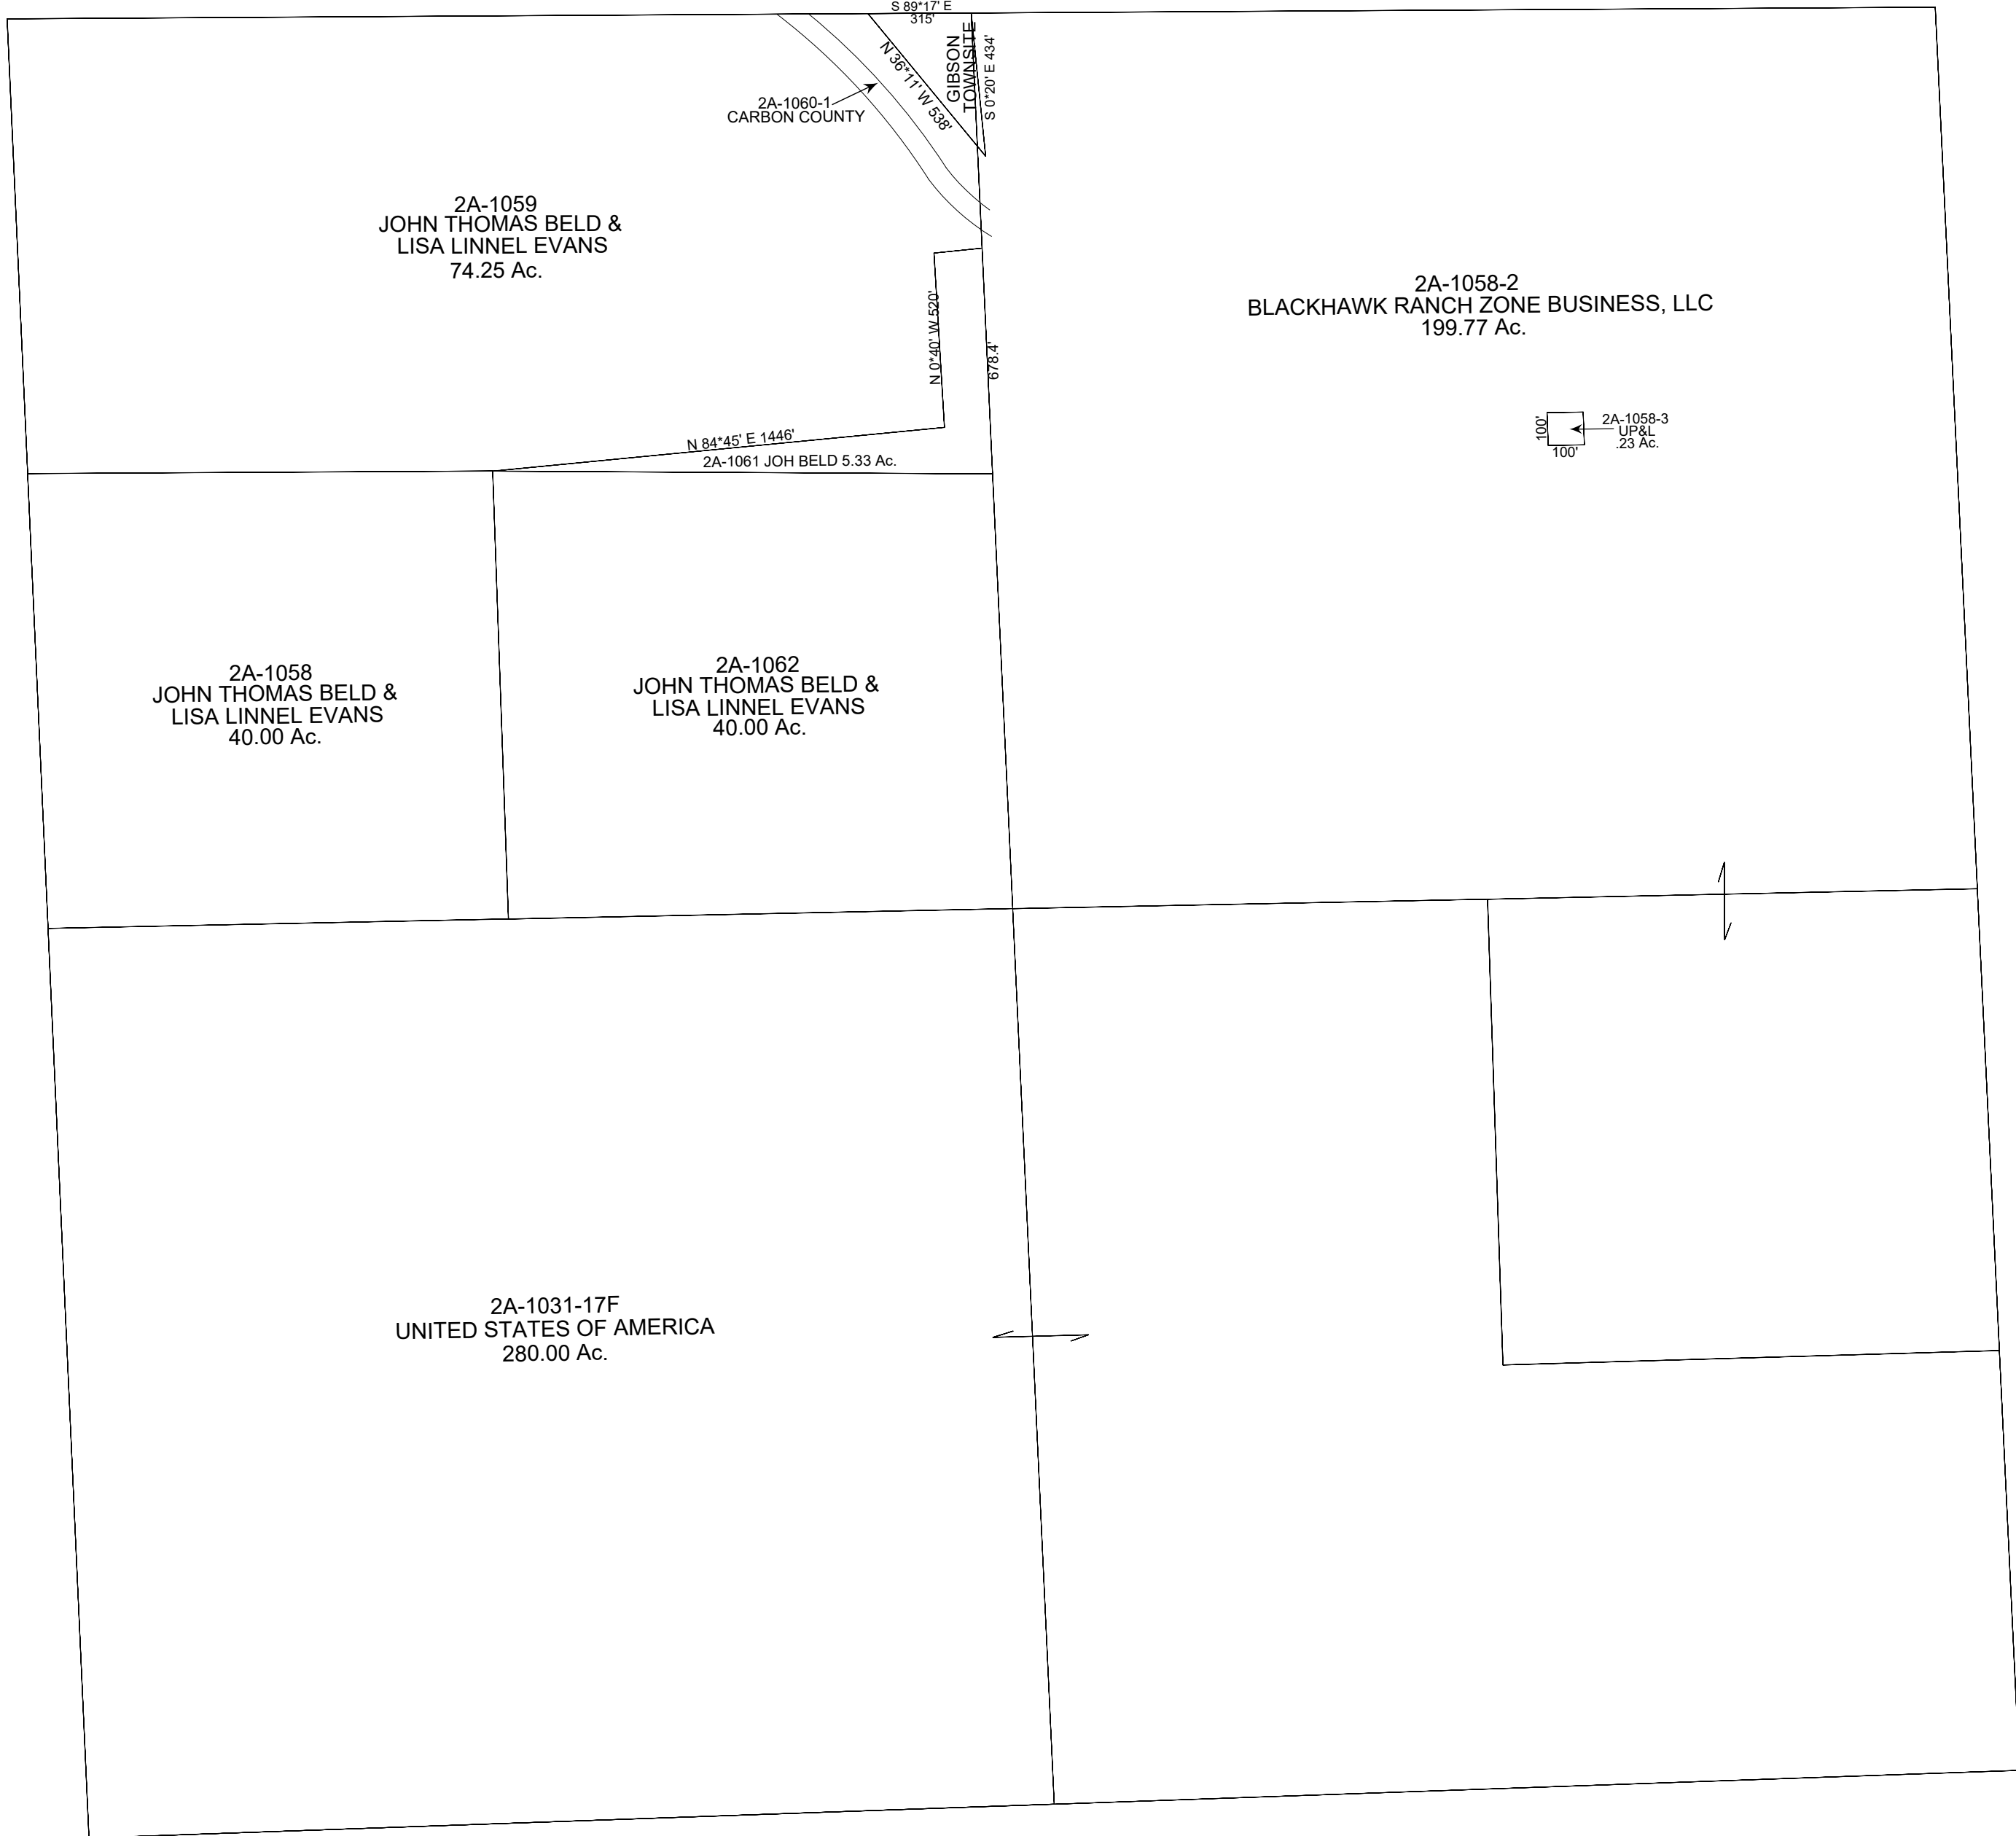 S 89*17' E
315'
N 36*11' W 538'
GIBSON
TOWNSITE
S 0*20' E 434'
2A-1060-1
CARBON COUNTY
2A-1059
JOHN THOMAS BELD &
LISA LINNEL EVANS
74.25 Ac.
2A-1058-2
BLACKHAWK RANCH ZONE BUSINESS, LLC
199.77 Ac.
N 0*40' W 520'
678.4'
100'
100'
2A-1058-3
UP&L
.23 Ac.
N 84*45' E 1446'
2A-1061 JOH BELD 5.33 Ac.
2A-1058
JOHN THOMAS BELD &
LISA LINNEL EVANS
40.00 Ac.
2A-1062
JOHN THOMAS BELD &
LISA LINNEL EVANS
40.00 Ac.
2A-1031-17F
UNITED STATES OF AMERICA
280.00 Ac.